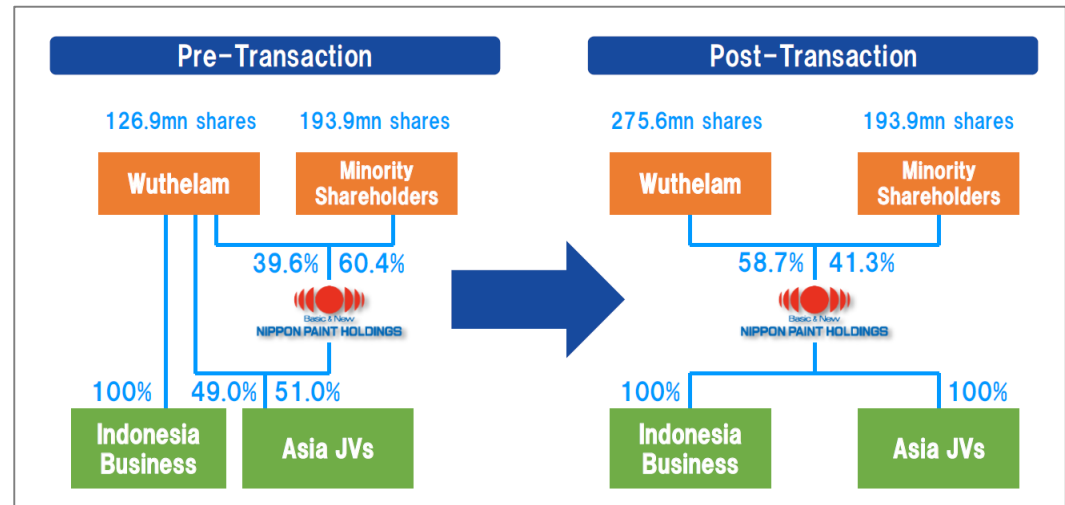 Pre-Transaction
126.9mn shares
193.9mn shares
Wuthelam
Minority
Shareholders
39.6%
60.4%
Basic & New
NIPPON PAINT HOLDINGS
100%
49.0%
51.0%
Indonesia
Business
Asia JVs
Post-Transaction
275.6mn shares
193.9mn shares
Wuthelam
Minority
Shareholders
58.7%
41.3%
Basic & New
NIPPON PAINT HOLDINGS
100%
100%
Indonesia
Business
Asia JVs